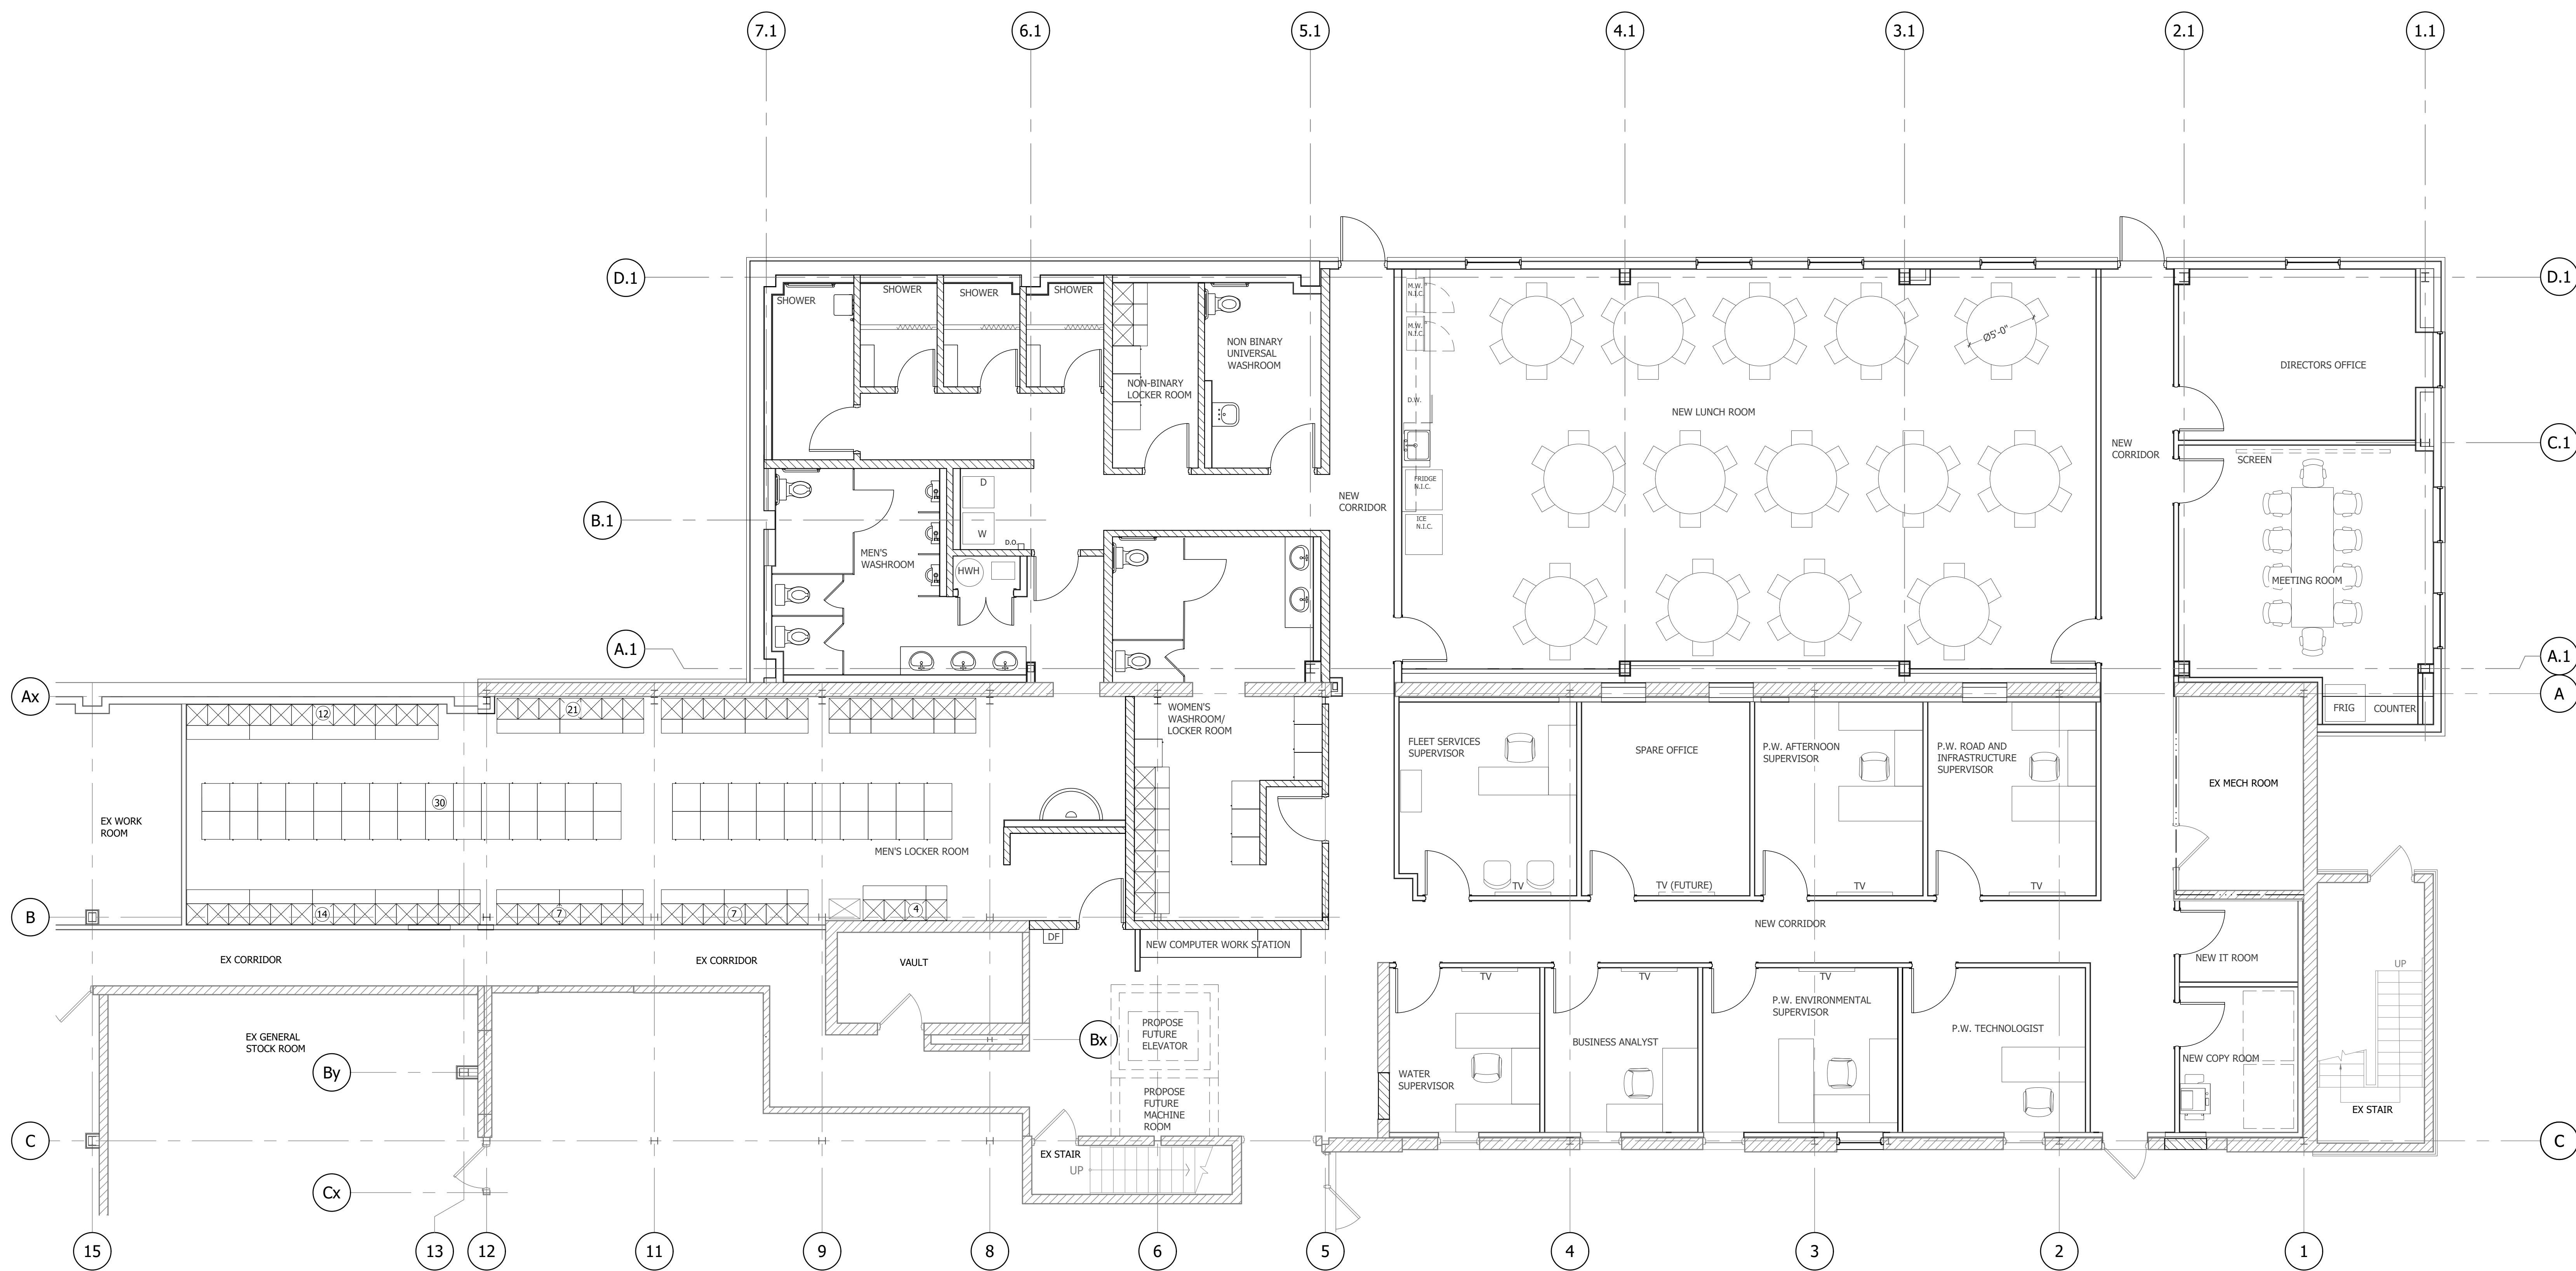 7.1
6.1
5.1
4.1
3.1
2.1
1.1
D.1
D.1
SHOWER
SHOWER
SHOWER
SHOWER
M.W.
N.I.C.
M.W.
N.I.C.
Ø5'-0"
NON BINARY
UNIVERSAL
WASHROOM
DIRECTORS OFFICE
NON-BINARY
LOCKER ROOM
D.W.
NEW LUNCH ROOM
NEW
CORRIDOR
C.1
SCREEN
D
FRIDGE
N.I.C.
NEW
CORRIDOR
B.1
ICE
N.I.C.
W
D.O.
MEN'S
WASHROOM
HWH
MEETING ROOM
A.1
A.1
Ax
A
12
21
WOMEN'S
WASHROOM/
LOCKER ROOM
FRIG
COUNTER
FLEET SERVICES
SUPERVISOR
SPARE OFFICE
P.W. AFTERNOON
SUPERVISOR
P.W. ROAD AND
INFRASTRUCTURE
SUPERVISOR
EX MECH ROOM
30
EX WORK
ROOM
MEN'S LOCKER ROOM
TV
TV (FUTURE)
TV
TV
B
14
7
7
4
NEW CORRIDOR
DF
NEW COMPUTER WORK STATION
EX CORRIDOR
EX CORRIDOR
VAULT
NEW IT ROOM
UP
TV
TV
TV
P.W. ENVIRONMENTAL
SUPERVISOR
PROPOSE
FUTURE
ELEVATOR
P.W. TECHNOLOGIST
EX GENERAL
STOCK ROOM
Bx
BUSINESS ANALYST
NEW COPY ROOM
By
WATER
SUPERVISOR
PROPOSE
FUTURE
MACHINE
ROOM
EX STAIR
C
C
EX STAIR
UP
Cx
15
13
12
11
9
8
6
5
4
3
2
1